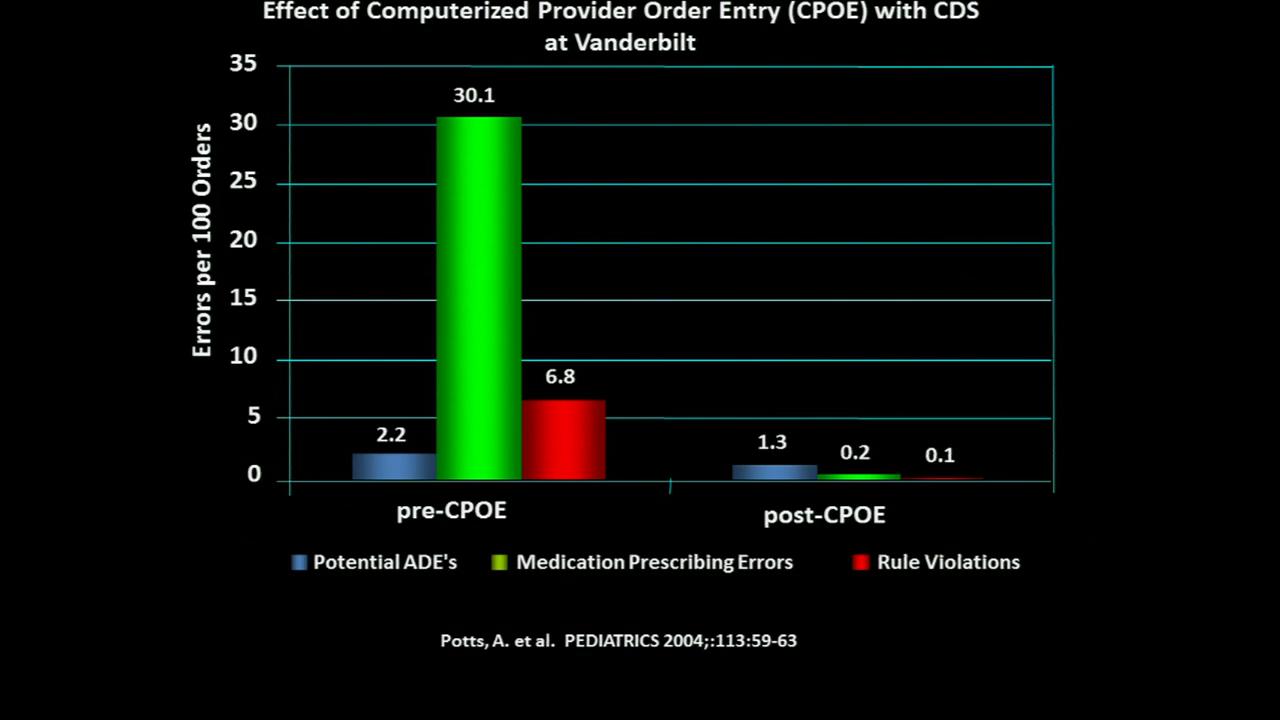 Effect of Computerized Provider Order Entry (CPOE) with CDS
at Vanderbilt
Errors per 100 Orders
35
30
25
20
15
10
5
0
30.1
6.8
2.2
1.3
0.2
0.1
pre-CPOE
post-CPOE
Potential ADE's
Medication Prescribing Errors
Rule Violations
Potts, A. et al. PEDIATRICS 2004;:113:59-63